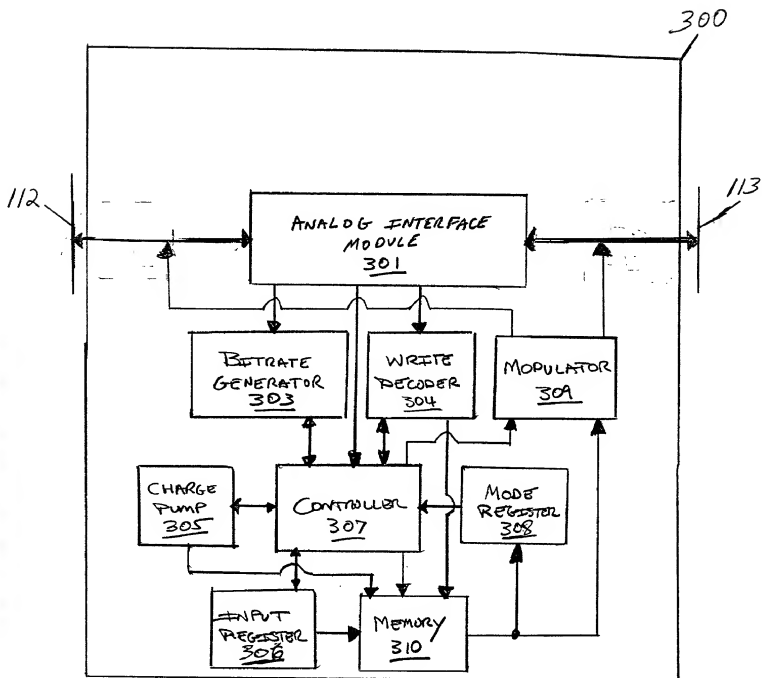 300
112
113
ANALOG INTERFACE
MODULE
301
BITRATE
GENERATOR
303
WRITE
DECODER
304
MODULATOR
309
CHARGE
PUMP
305
CONTROLLER
307
MODE
REGISTER
308
INPUT
REGISTER
306
MEMORY
310